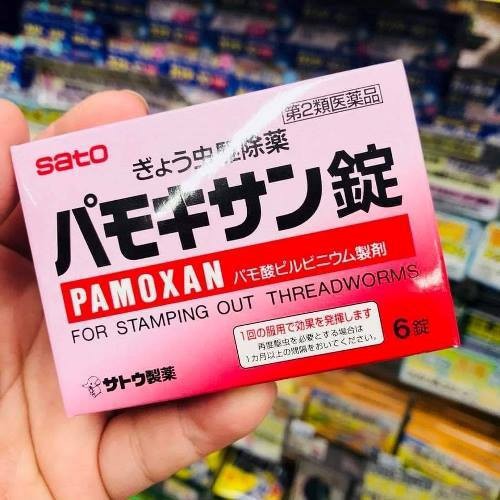 第2類医薬品
sato
ぎょう虫駆除薬
パモキサン錠
PAMOXAN パモ酸ピルビニウム製剤
FOR STAMPING OUT THREADWORMS
1回の服用で効果を発揮します
再度駆虫を必要とする場合は
1カ月以上の間隔をおいてください。
6錠
サトウ製薬